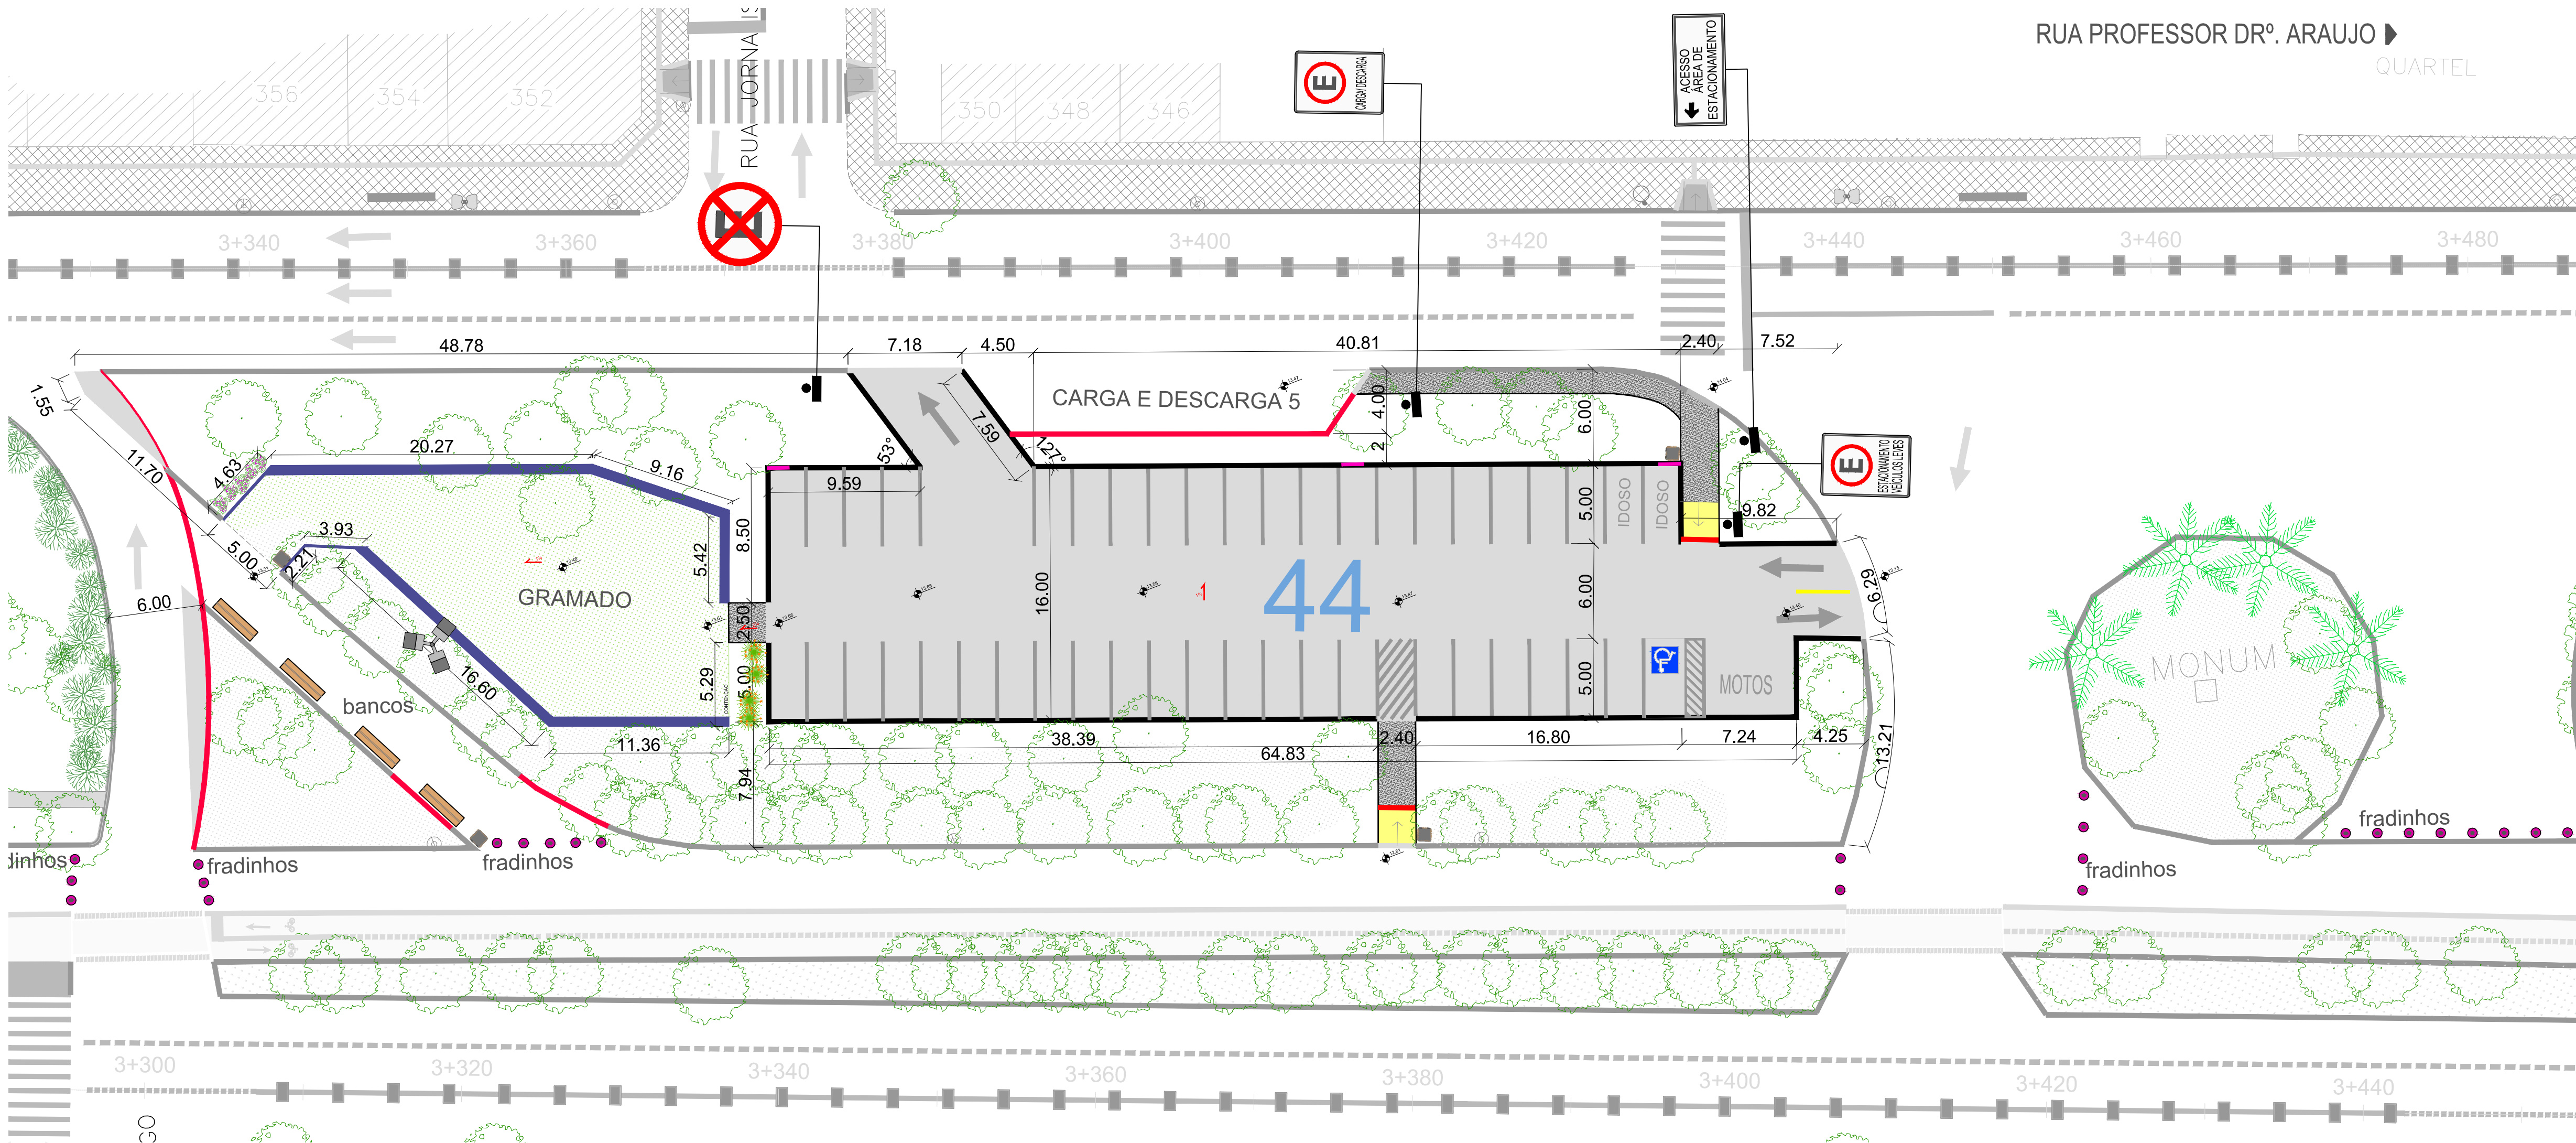 RUA PROFESSOR DRº. ARAUJO
QUARTEL
RUA JORNA
356
354
352
350
348
346
E
CARGA/DESCARGA
ACESSO
ÁREA DE
ESTACIONAMENTO
3+340
3+360
3+380
3+400
3+420
3+440
3+460
3+480
48.78
7.18
4.50
40.81
2.40
7.52
1.55
11.70
4.63
20.27
9.16
CARGA E DESCARGA 5
4.00
2
6.00
7.59
53°
127°
9.59
E
ESTACIONAMENTO
VEÍCULOS LEVES
3.93
2.21
5.00
6.00
GRAMADO
5.42
8.50
2.50
5.29
5.00
CONTENÇÃO
16.00
44
5.00
6.00
5.00
IDOSO
IDOSO
9.82
6.29
MOTOS
MONUM
bancos
16.60
11.36
7.94
38.39
2.40
16.80
7.24
4.25
64.83
13.21
dinhos
fradinhos
fradinhos
fradinhos
fradinhos
3+300
3+320
3+340
3+360
3+380
3+400
3+420
3+440
GO